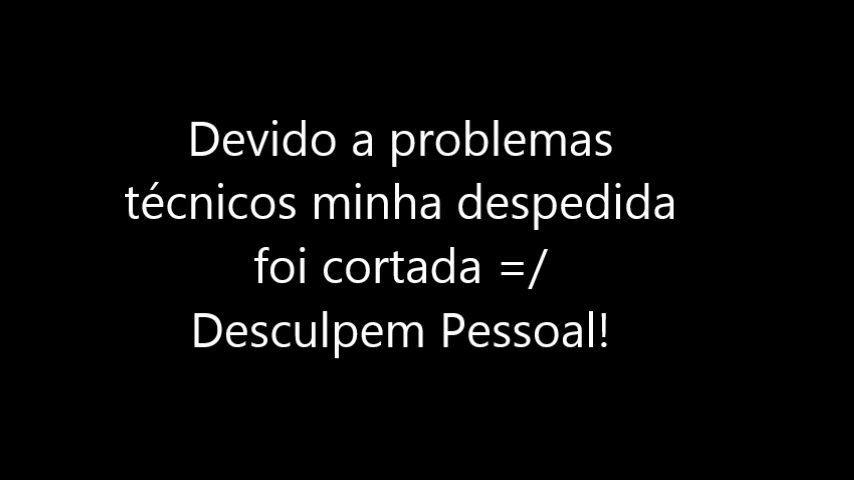 Devido a problemas
técnicos minha despedida
foi cortada =/
Desculpem Pessoal!